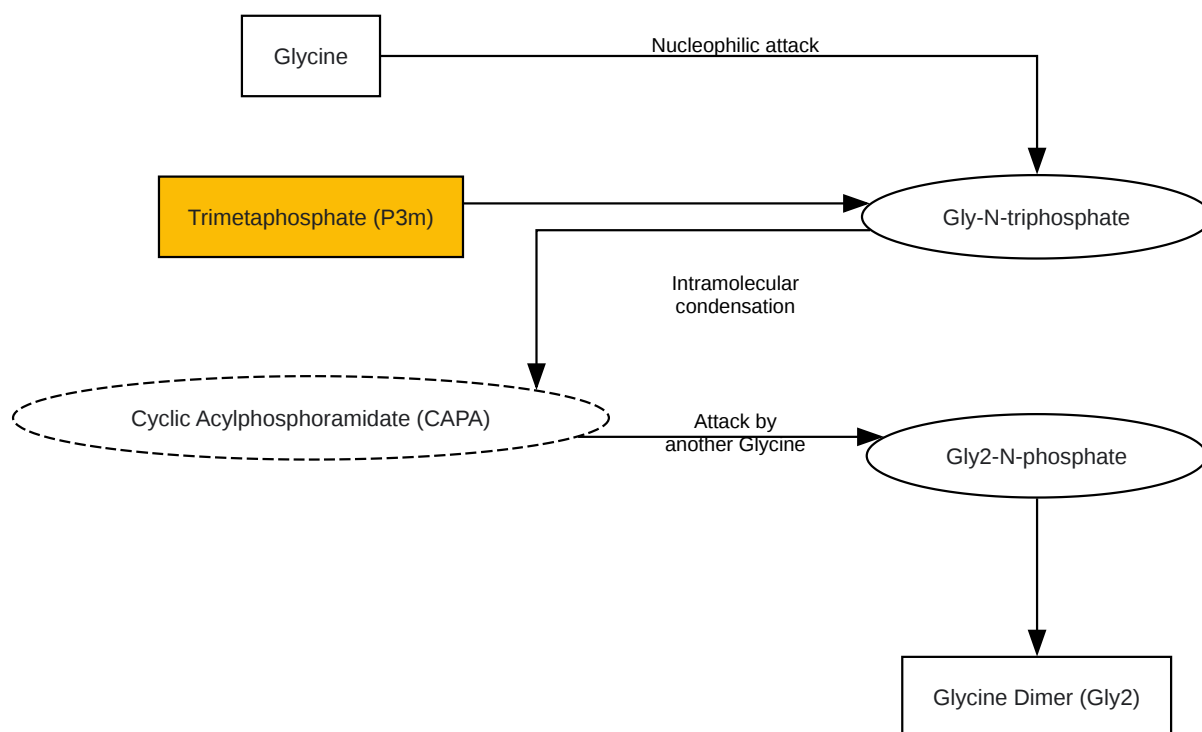 Glycine
Nucleophilic attack
Trimetaphosphate (P3m)
Gly-N-triphosphate
Intramolecular
condensation
Cyclic Acylphosphoramidate (CAPA)
Attack by
another Glycine
Gly2-N-phosphate
Glycine Dimer (Gly2)